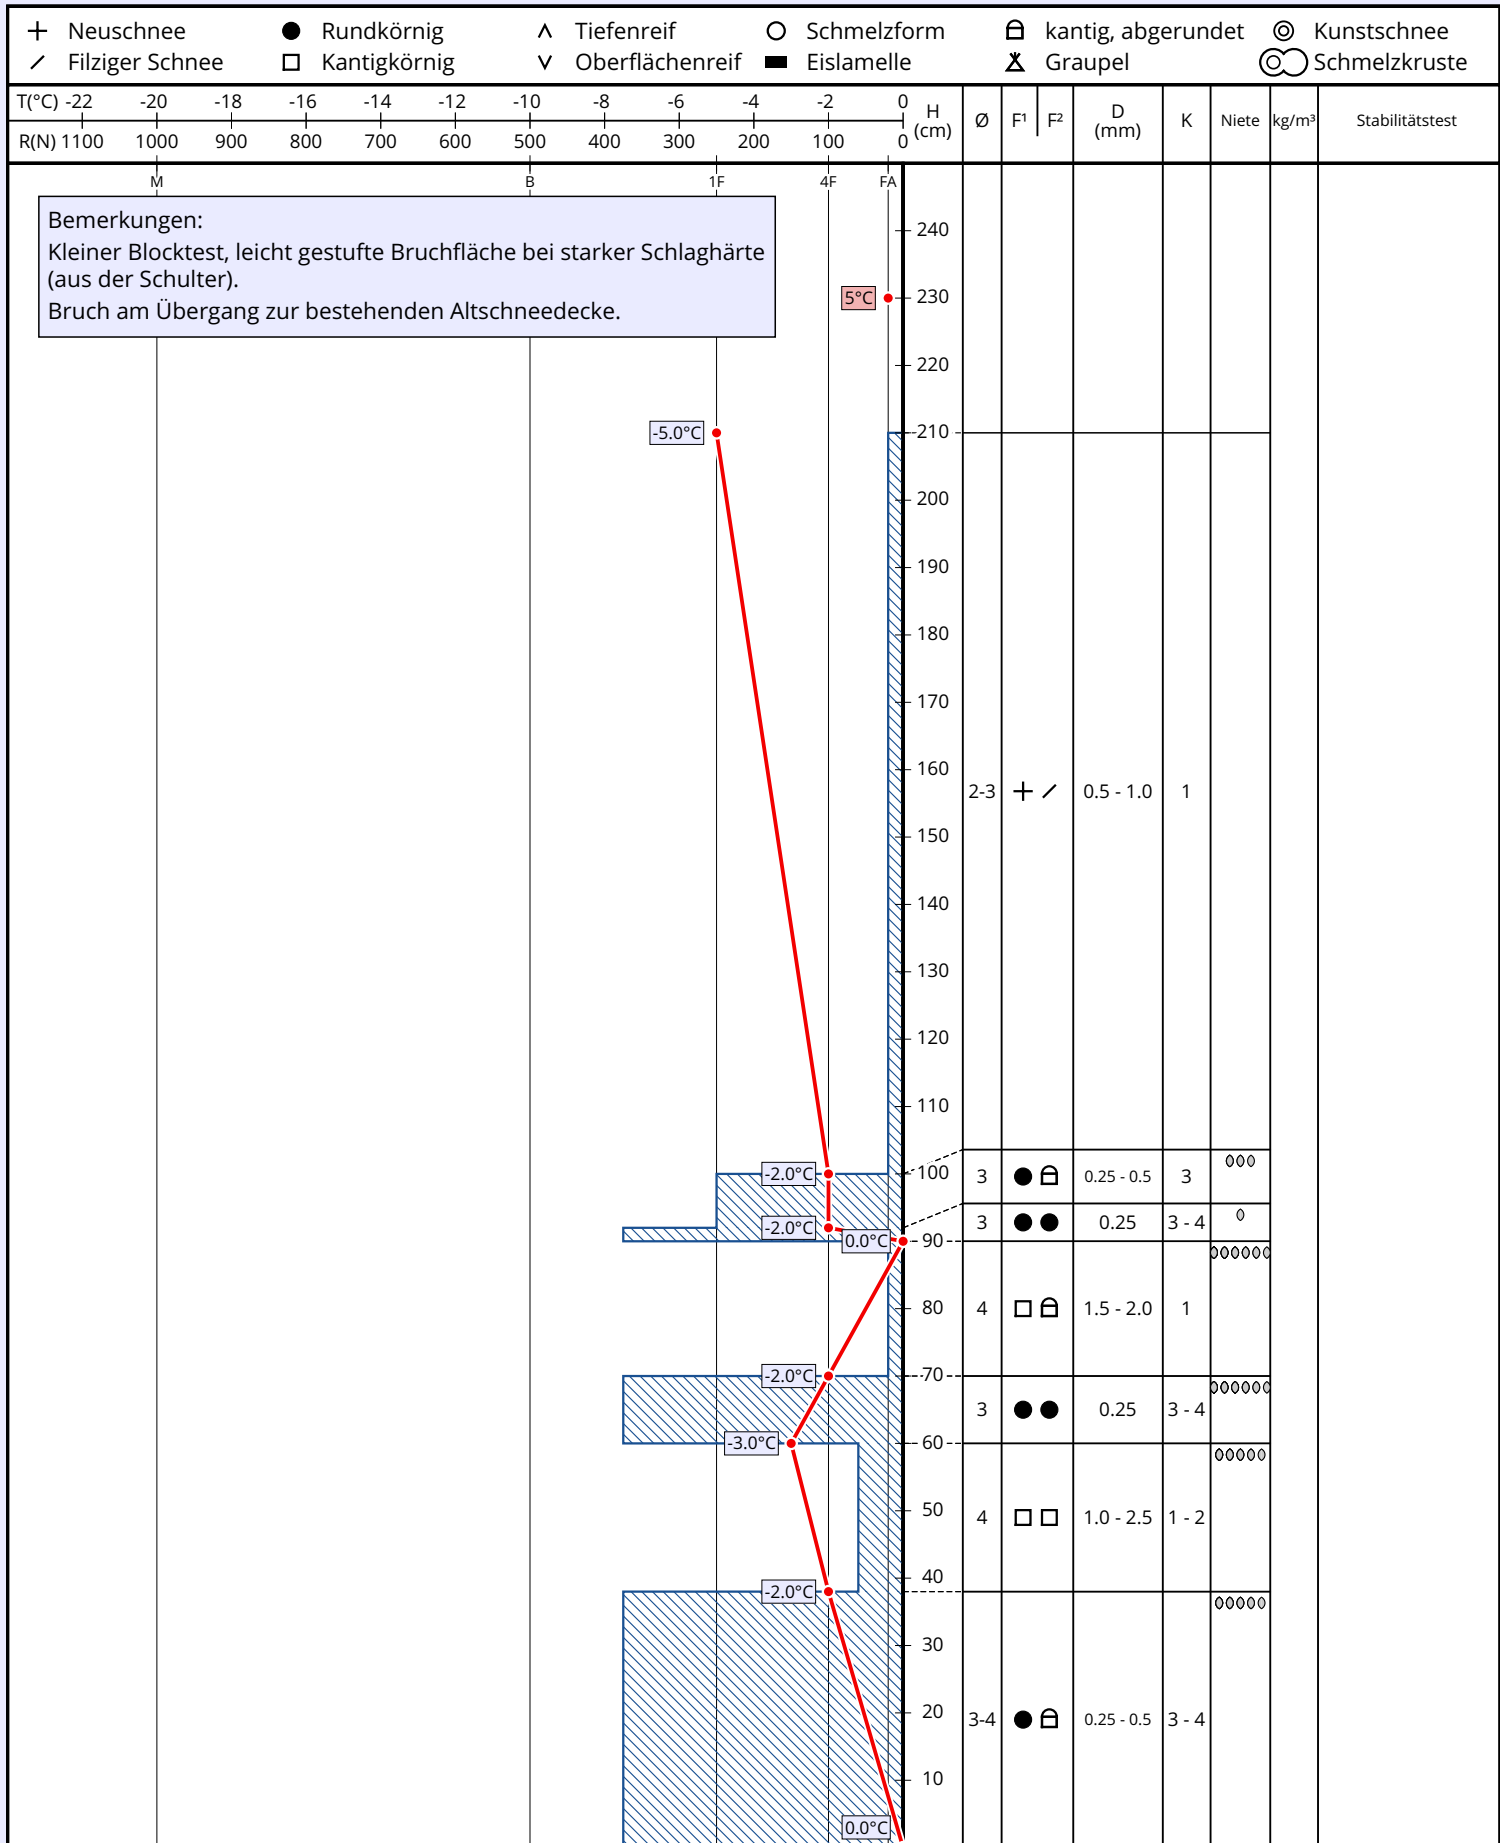 Neuschnee Rundkörnig Tiefenreif Schmelzform kantig, abgerundet Kunstschnee
Filziger Schnee Kantigkörnig Oberflächenreif Eislamelle Graupel Schmelzkruste
T(°C) -22 -20 -18 -16 -14 -12 -10 -8 -6 -4 -2 0
R(N) 1100 1000 900 800 700 600 500 400 300 200 100 0
H (cm) Ø F¹ F² D (mm) K Niete kg/m³ Stabilitätstest
M B 1F 4F FA
Bemerkungen:
Kleiner Blocktest, leicht gestufte Bruchfläche bei starker Schlaghärte
(aus der Schulter).
Bruch am Übergang zur bestehenden Altschneedecke.
240
5°C 230
220
-5.0°C 210
200
190
180
170
160
2-3 0.5 - 1.0 1
150
140
130
120
110
-2.0°C 100 3 0.25 - 0.5 3
-2.0°C 3 0.25 3 - 4
0.0°C 90
80 4 1.5 - 2.0 1
-2.0°C 70
3 0.25 3 - 4
-3.0°C 60
50 4 1.0 - 2.5 1 - 2
40
-2.0°C
30
20 3-4 0.25 - 0.5 3 - 4
10
0.0°C